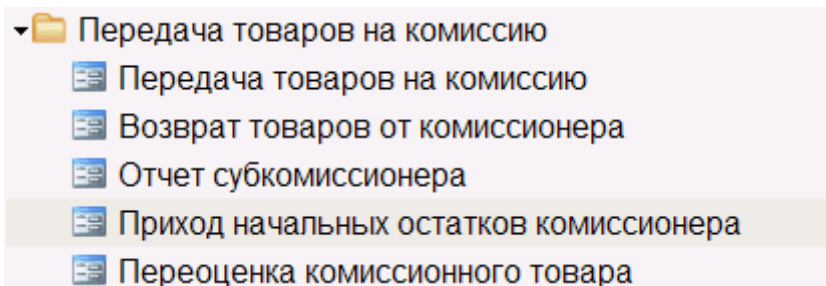 Передача товаров на комиссию
Передача товаров на комиссию
Возврат товаров от комиссионера
Отчет субкомиссионера
Приход начальных остатков комиссионера
Переоценка комиссионного товара